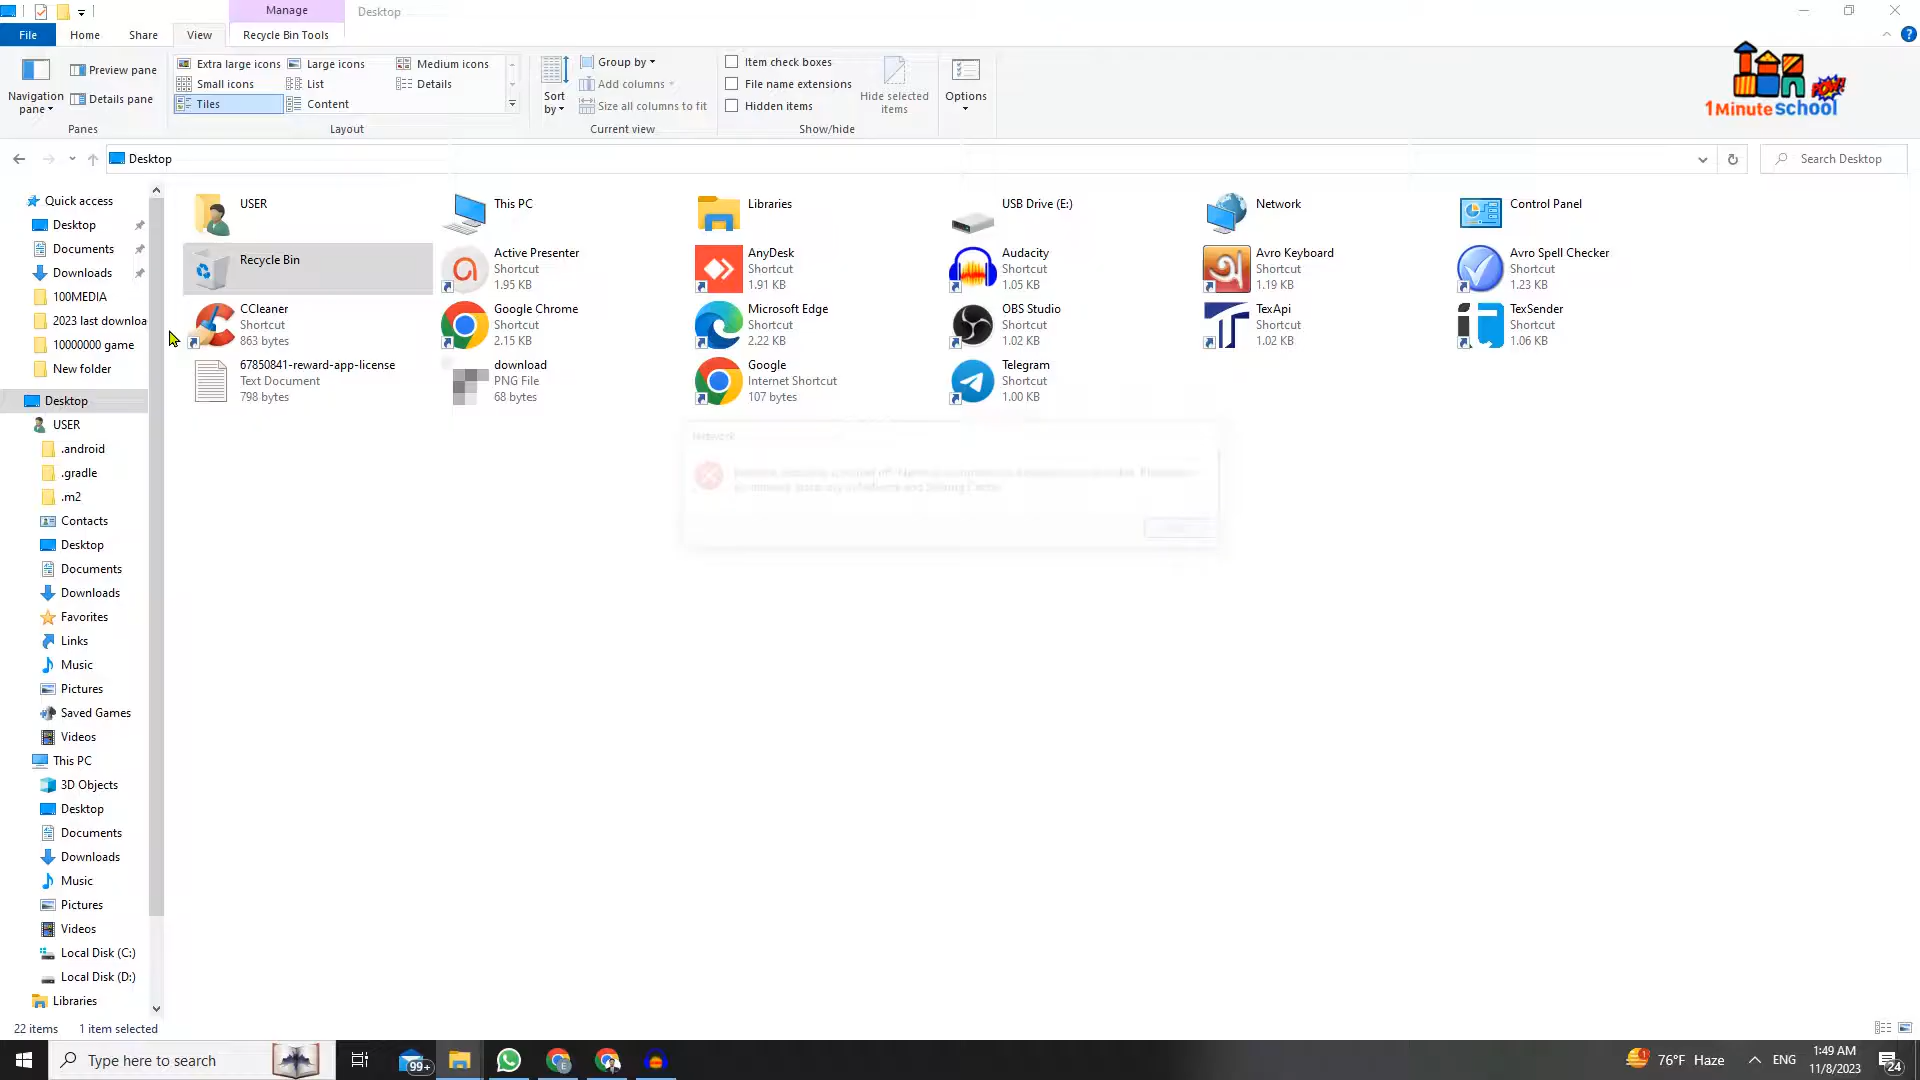 Manage
Desktop
File
Home
Share
View
Recycle Bin Tools
Navigation pane
Preview pane
Details pane
Panes
Extra large icons
Large icons
Medium icons
Small icons
List
Details
Tiles
Content
Layout
Sort by
Group by
Add columns
Size all columns to fit
Current view
Item check boxes
File name extensions
Hidden items
Hide selected items
Show/hide
Options
POW!
1Minute SCHOOL
Desktop
Search Desktop
Quick access
Desktop
Documents
Downloads
100MEDIA
2023 last downloa
10000000 game
New folder
Desktop
USER
.android
.gradle
.m2
Contacts
Desktop
Documents
Downloads
Favorites
Links
Music
Pictures
Saved Games
Videos
This PC
3D Objects
Desktop
Documents
Downloads
Music
Pictures
Videos
Local Disk (C:)
Local Disk (D:)
Libraries
USER
This PC
Libraries
USB Drive (E:)
Network
Control Panel
Recycle Bin
Active Presenter
Shortcut
1.95 KB
AnyDesk
Shortcut
1.91 KB
Audacity
Shortcut
1.05 KB
Avro Keyboard
Shortcut
1.19 KB
Avro Spell Checker
Shortcut
1.23 KB
CCleaner
Shortcut
863 bytes
Google Chrome
Shortcut
2.15 KB
Microsoft Edge
Shortcut
2.22 KB
OBS Studio
Shortcut
1.02 KB
TexApi
Shortcut
1.02 KB
TexSender
Shortcut
1.06 KB
67850841-reward-app-license
Text Document
798 bytes
download
PNG File
68 bytes
Google
Internet Shortcut
107 bytes
Telegram
Shortcut
1.00 KB
Network
22 items
1 item selected
Type here to search
99+
76°F Haze
ENG
1:49 AM
11/8/2023
24